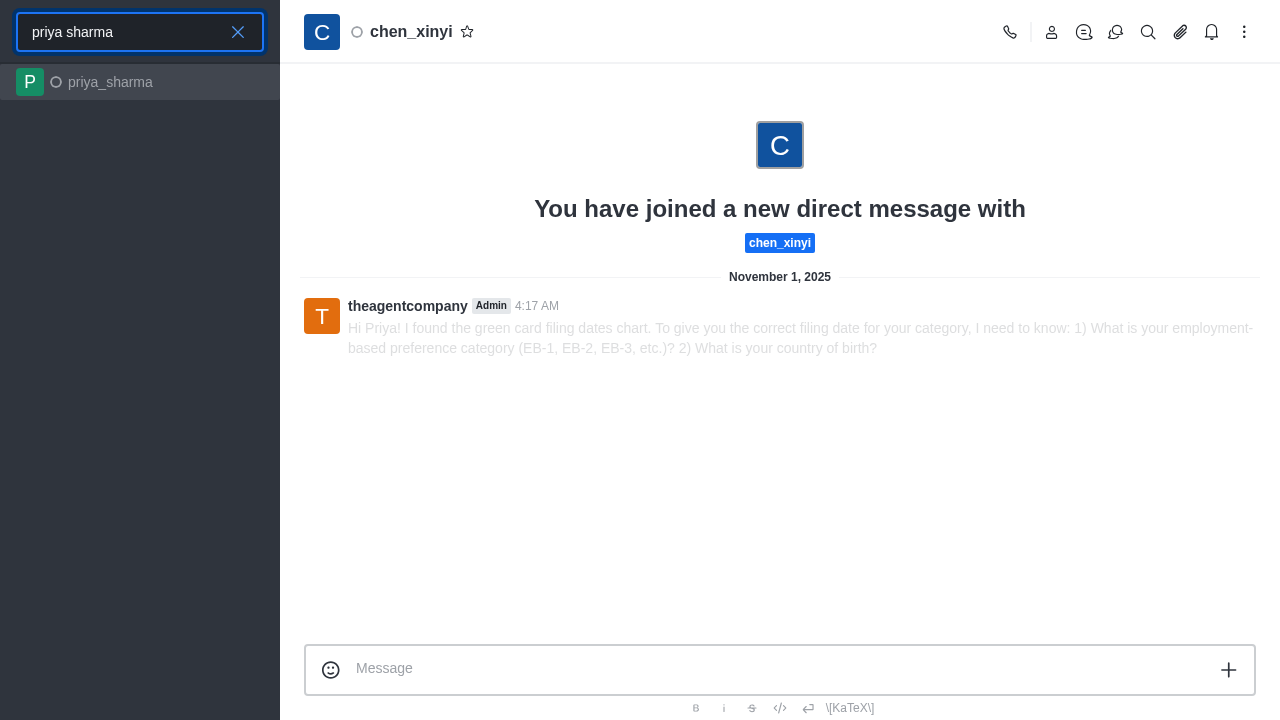 priya sharma
P priya_sharma
C chen_xinyi
C
You have joined a new direct message with
chen_xinyi
November 1, 2025
T theagentcompany Admin 4:17 AM
Hi Priya! I found the green card filing dates chart. To give you the correct filing date for your category, I need to know: 1) What is your employment-
based preference category (EB-1, EB-2, EB-3, etc.)? 2) What is your country of birth?
Message
B i S \[KaTeX\]